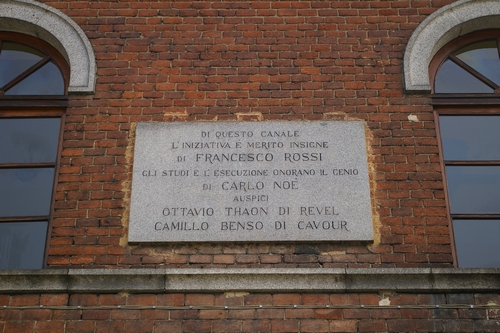 DI QUESTO CANALE
L'INIZIATIVA E MERITO INSIGNE
DI FRANCESCO ROSSI
GLI STUDI E L'ESECUZIONE ONORANO IL GENIO
DI CARLO NOÈ
AUSPICI
OTTAVIO THAON DI REVEL
CAMILLO BENSO DI CAVOUR